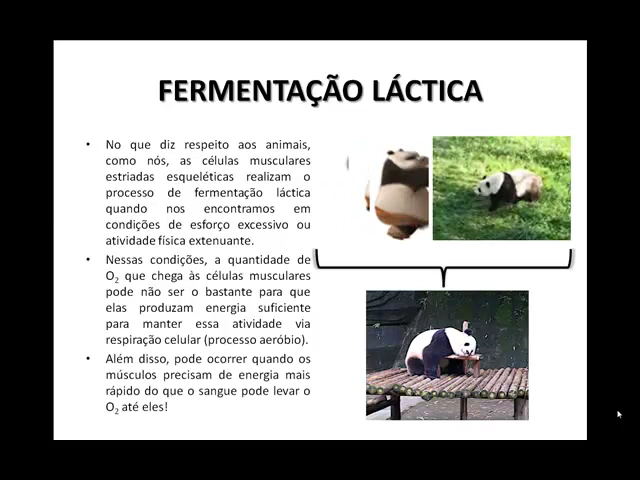 FERMENTAÇÃO LÁCTICA
• No que diz respeito aos animais,
como nós, as células musculares
estriadas esqueléticas realizam o
processo de fermentação láctica
quando nos encontramos em
condições de esforço excessivo ou
atividade física extenuante.
• Nessas condições, a quantidade de
O₂ que chega às células musculares
pode não ser o bastante para que
elas produzam energia suficiente
para manter essa atividade via
respiração celular (processo aeróbio).
• Além disso, pode ocorrer quando os
músculos precisam de energia mais
rápido do que o sangue pode levar o
O₂ até eles!